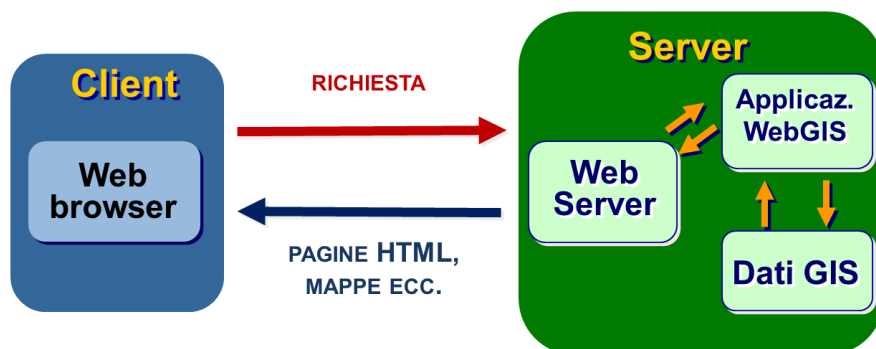 Client
Web
browser
RICHIESTA
PAGINE HTML,
MAPPE ECC.
Server
Web
Server
Applicaz.
WebGIS
Dati GIS